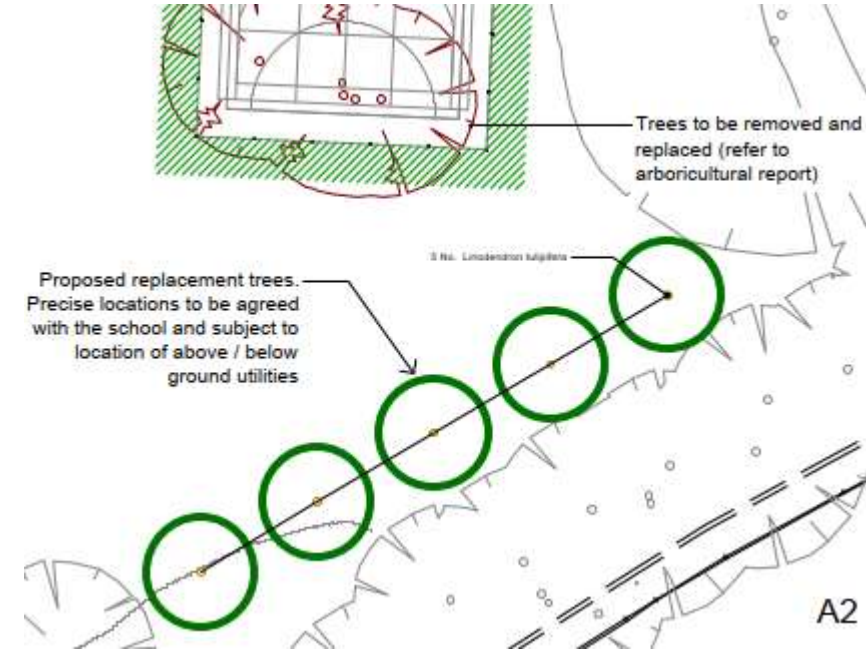 Trees to be removed and
replaced (refer to
arboricultural report)
No.
Proposed replacement trees.
Precise locations to be agreed
with the school and subject to
location of above / below
ground utilities
A2